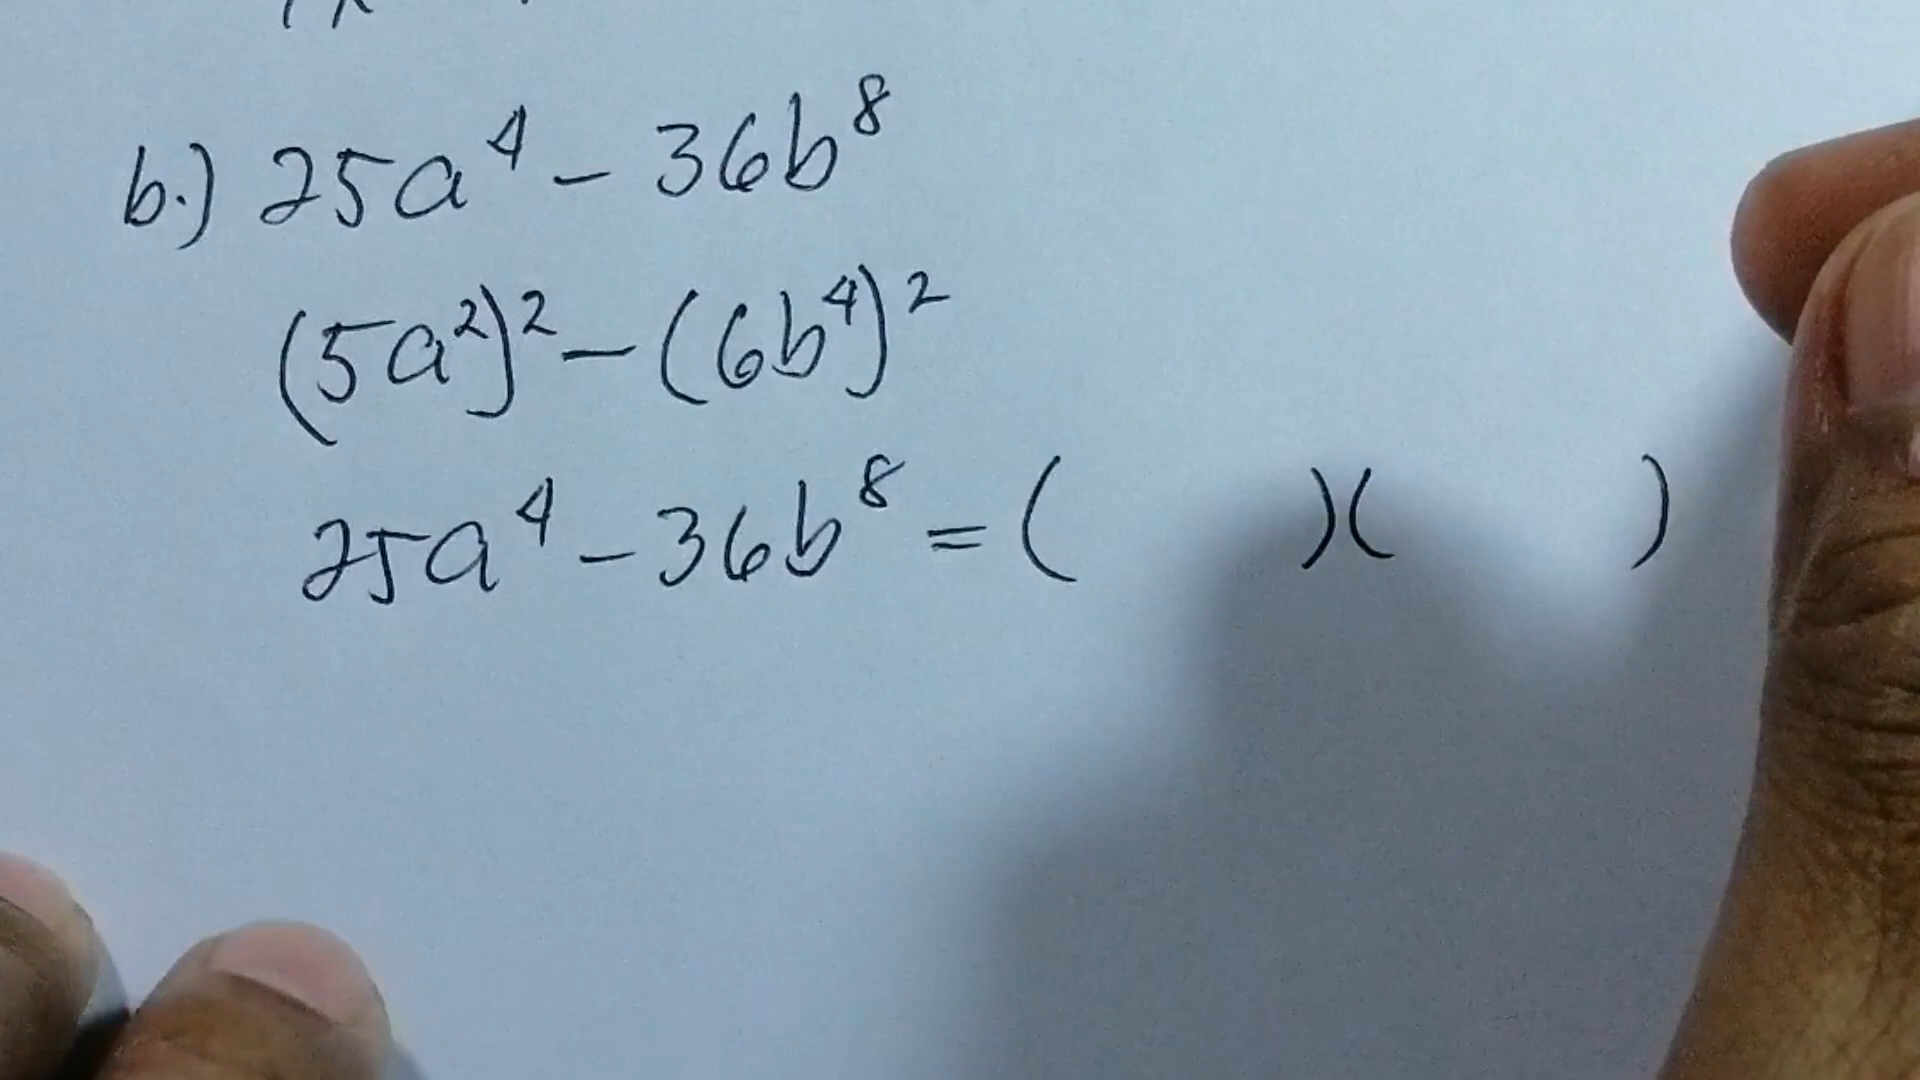 b.) 25a⁴ - 36b⁸
(5a²)² - (6b⁴)²
25a⁴ - 36b⁸ = ( )( )